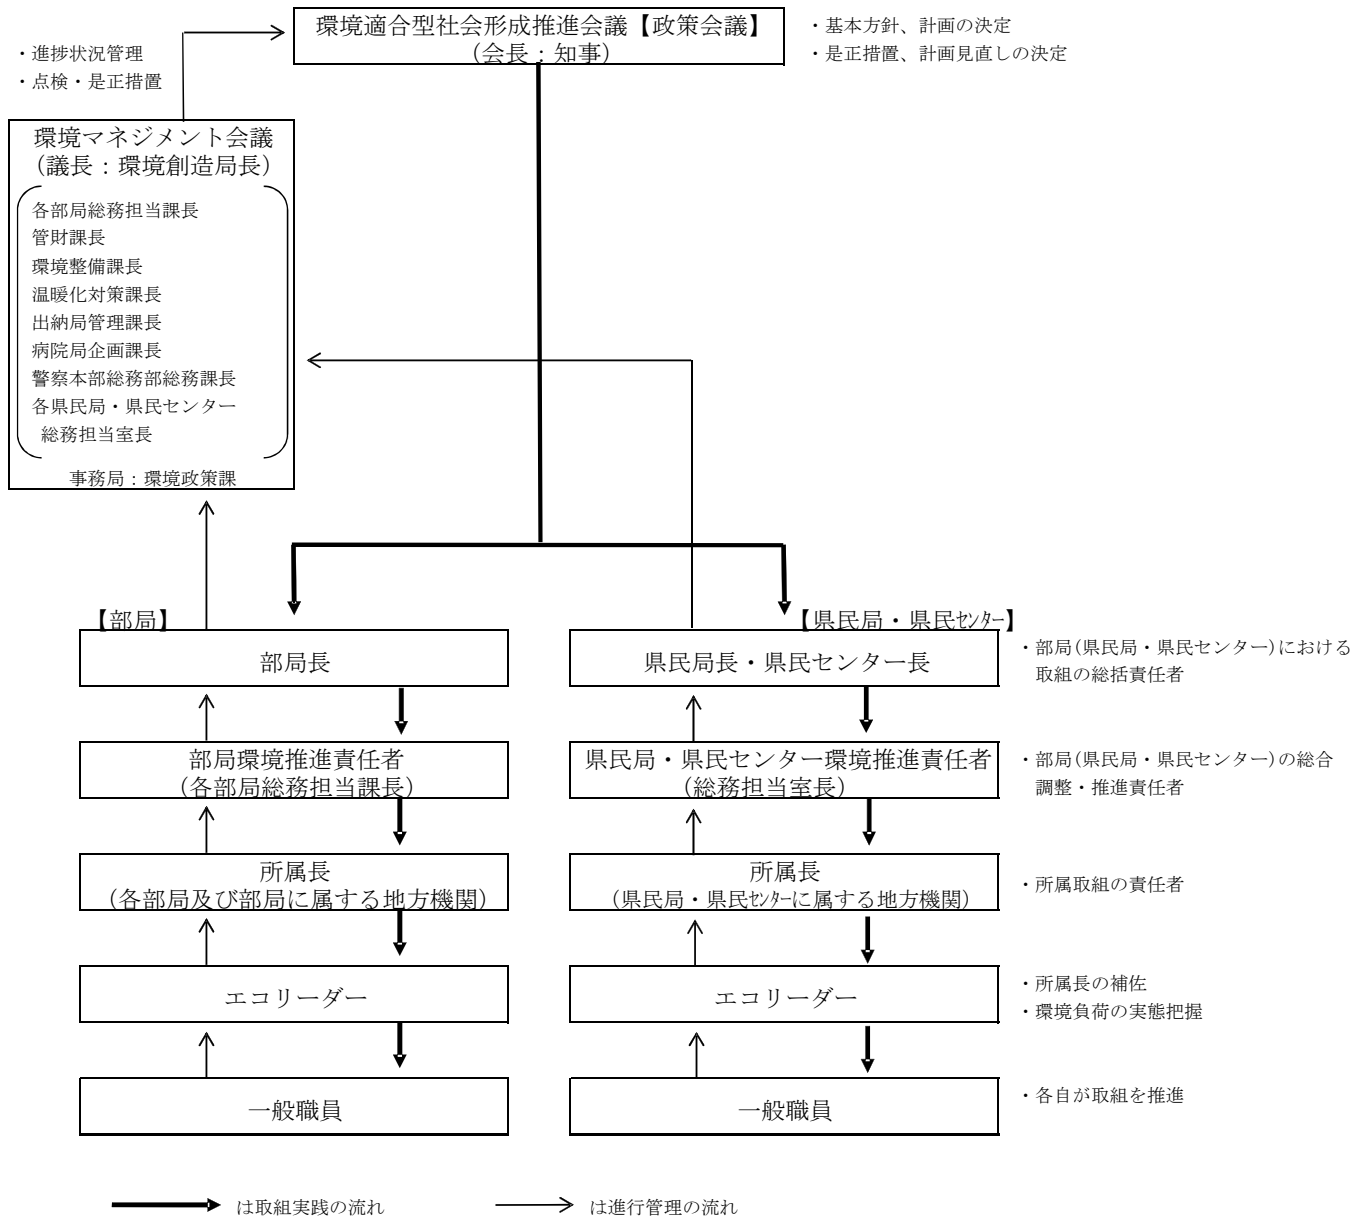 環境適合型社会形成推進会議【政策会議】
（会長：知事）
・基本方針、計画の決定
・是正措置、計画見直しの決定
・進捗状況管理
・点検・是正措置
環境マネジメント会議
（議長：環境創造局長）
各部局総務担当課長
管財課長
環境整備課長
温暖化対策課長
出納局管理課長
病院局企画課長
警察本部総務部総務課長
各県民局・県民センター
総務担当室長
事務局：環境政策課
【部局】
部局長
部局環境推進責任者
（各部局総務担当課長）
所属長
（各部局及び部局に属する地方機関）
エコリーダー
一般職員
【県民局・県民ｾﾝﾀｰ】
県民局長・県民センター長
県民局・県民センター環境推進責任者
（総務担当室長）
所属長
（県民局・県民ｾﾝﾀｰに属する地方機関）
エコリーダー
一般職員
・部局(県民局・県民センター)における
取組の総括責任者
・部局(県民局・県民センター)の総合
調整・推進責任者
・所属取組の責任者
・所属長の補佐
・環境負荷の実態把握
・各自が取組を推進
は取組実践の流れ
は進行管理の流れ